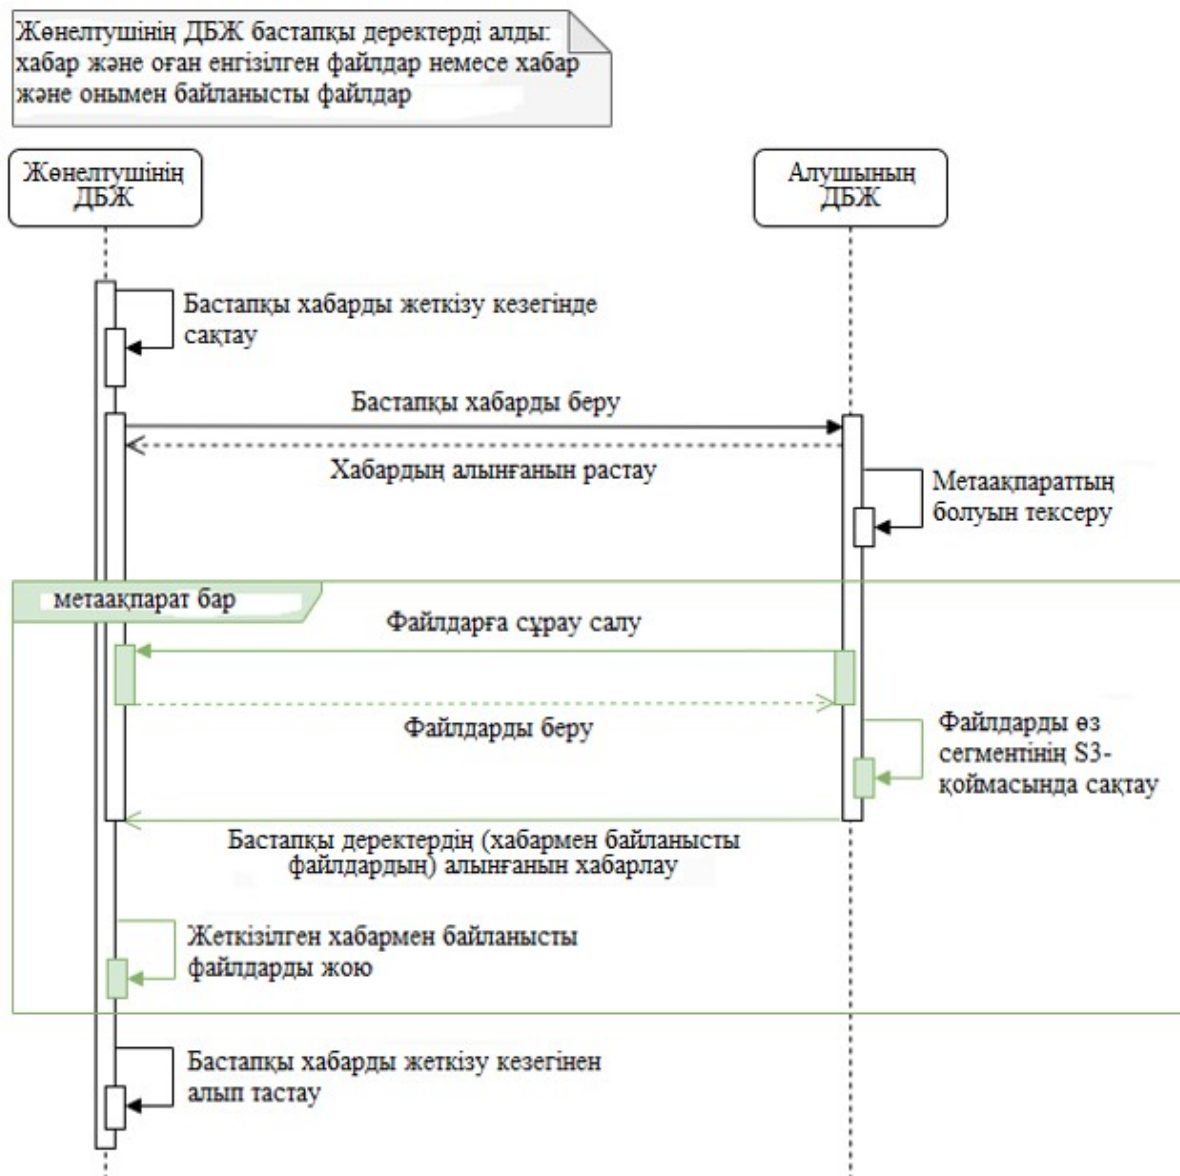 Жөнелтушінің ДБЖ бастапқы деректерді алды:
хабар және оған енгізілген файлдар немесе хабар
және онымен байланысты файлдар
Жөнелтушінің
ДБЖ
Алушының
ДБЖ
Бастапқы хабарды жеткізу кезегінде
сақтау
Бастапқы хабарды беру
Хабардың алынғанын растау
Метаақпараттың
болуын тексеру
метаақпарат бар
Файлдарға сұрау салу
Файлдарды беру
Файлдарды өз
сегментінің S3-
қоймасында сақтау
Бастапқы деректердің (хабармен байланысты
файлдардың) алынғанын хабарлау
Жеткізілген хабармен байланысты
файлдарды жою
Бастапқы хабарды жеткізу кезегінен
алып тастау